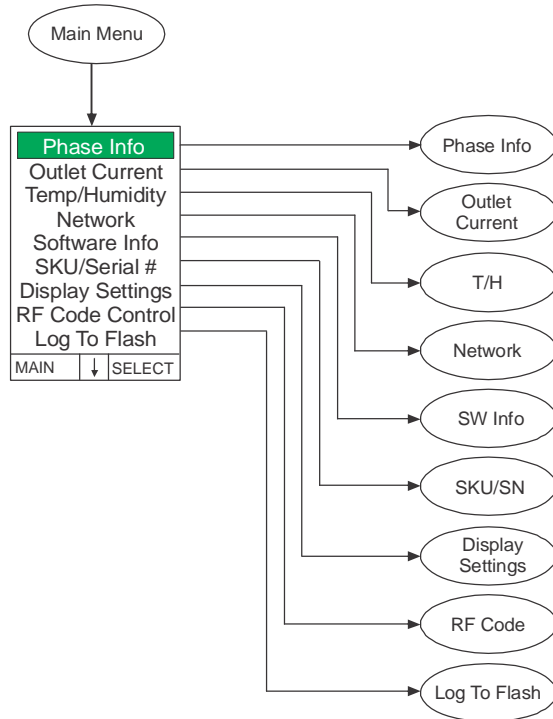 Main Menu
Phase Info
Outlet Current
Temp/Humidity
Network
Software Info
SKU/Serial #
Display Settings
RF Code Control
Log To Flash
MAIN ↓ SELECT
Phase Info
Outlet
Current
T/H
Network
SW Info
SKU/SN
Display
Settings
RF Code
Log To Flash